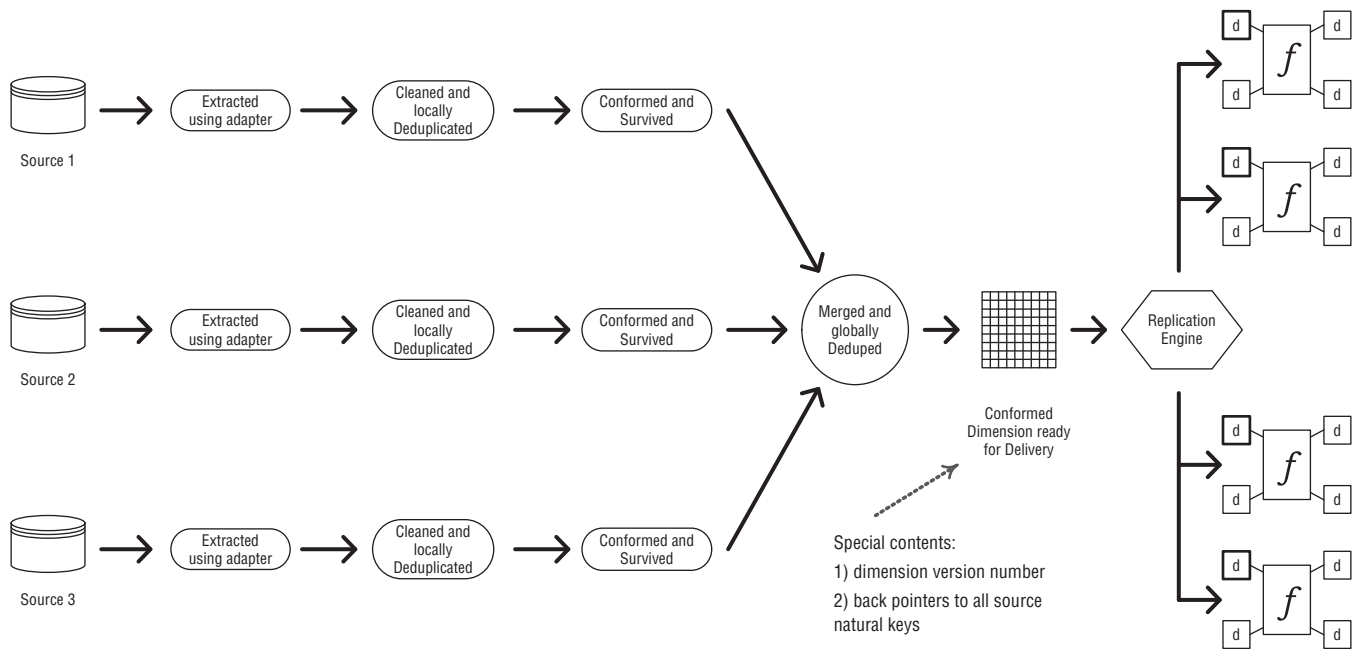 Source 1
Extracted
using adapter
Cleaned and
locally
Deduplicated
Conformed and
Survived
Source 2
Extracted
using adapter
Cleaned and
locally
Deduplicated
Conformed and
Survived
Source 3
Extracted
using adapter
Cleaned and
locally
Deduplicated
Conformed and
Survived
Merged and
globally
Deduped
Conformed
Dimension ready
for Delivery
Special contents:
1) dimension version number
2) back pointers to all source
natural keys
Replication
Engine
d
d
f
d
d
d
d
f
d
d
d
d
f
d
d
d
d
f
d
d